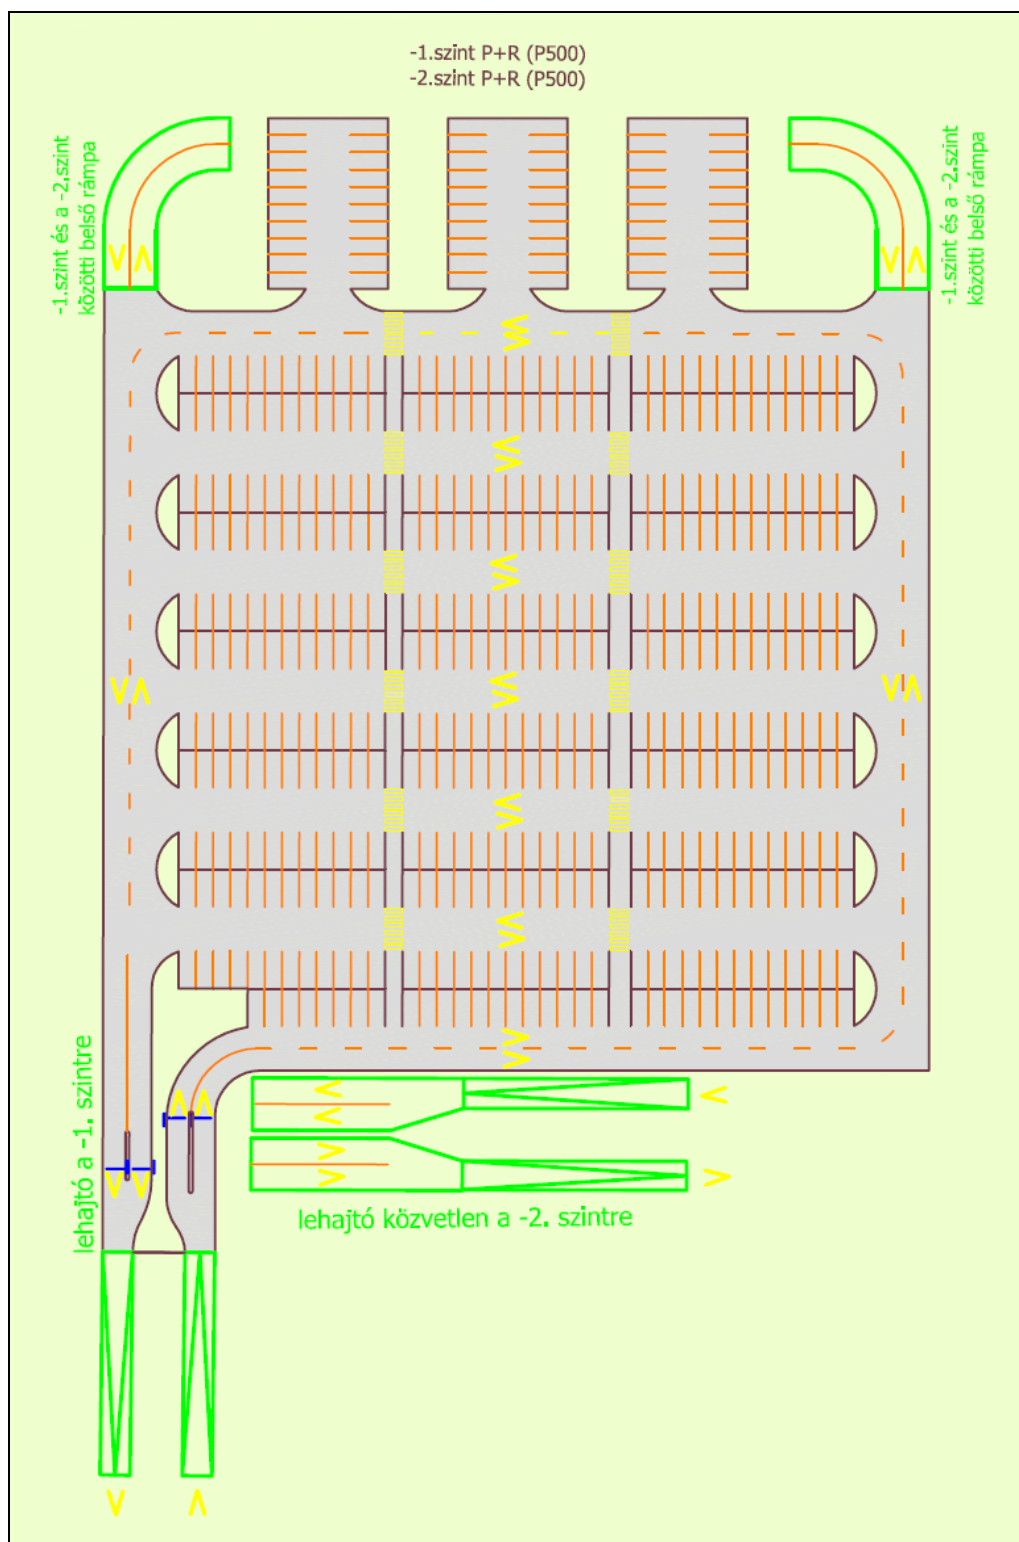 -1.szint P+R (P500)
-2.szint P+R (P500)
-1.szint és a -2.szint
közötti belső rámpa
-1.szint és a -2.szint
közötti belső rámpa
lehajtó a -1. szintre
lehajtó közvetlen a -2. szintre